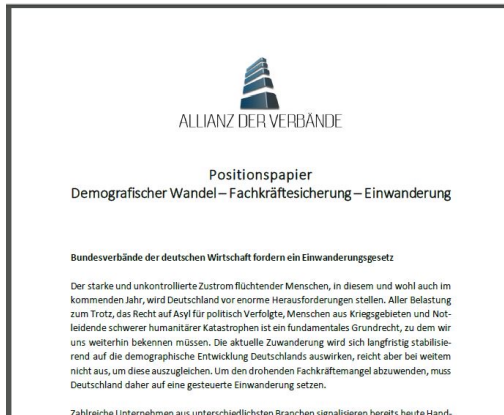 ALLIANZ DER VERBÄNDE
Positionspapier
Demografischer Wandel – Fachkräftesicherung – Einwanderung
Bundesverbände der deutschen Wirtschaft fordern ein Einwanderungsgesetz
Der starke und unkontrollierte Zustrom flüchtender Menschen, in diesem und wohl auch im
kommenden Jahr, wird Deutschland vor enorme Herausforderungen stellen. Aller Belastung
zum Trotz, das Recht auf Asyl für politisch Verfolgte, Menschen aus Kriegsgebieten und Not-
leidende schwerer humanitärer Katastrophen ist ein fundamentales Grundrecht, zu dem wir
uns weiterhin bekennen müssen. Die aktuelle Zuwanderung wird sich langfristig stabilisie-
rend auf die demographische Entwicklung Deutschlands auswirken, reicht aber bei weitem
nicht aus, um diese auszugleichen. Um den drohenden Fachkräftemangel abzuwenden, muss
Deutschland daher auf eine gesteuerte Einwanderung setzen.
Zahlreiche Unternehmen aus unterschiedlichsten Branchen signalisieren bereits heute Hand-